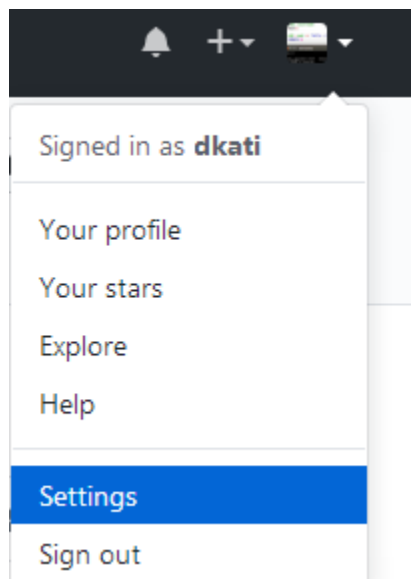 Signed in as dkati
Your profile
Your stars
Explore
Help
Settings
Sign out